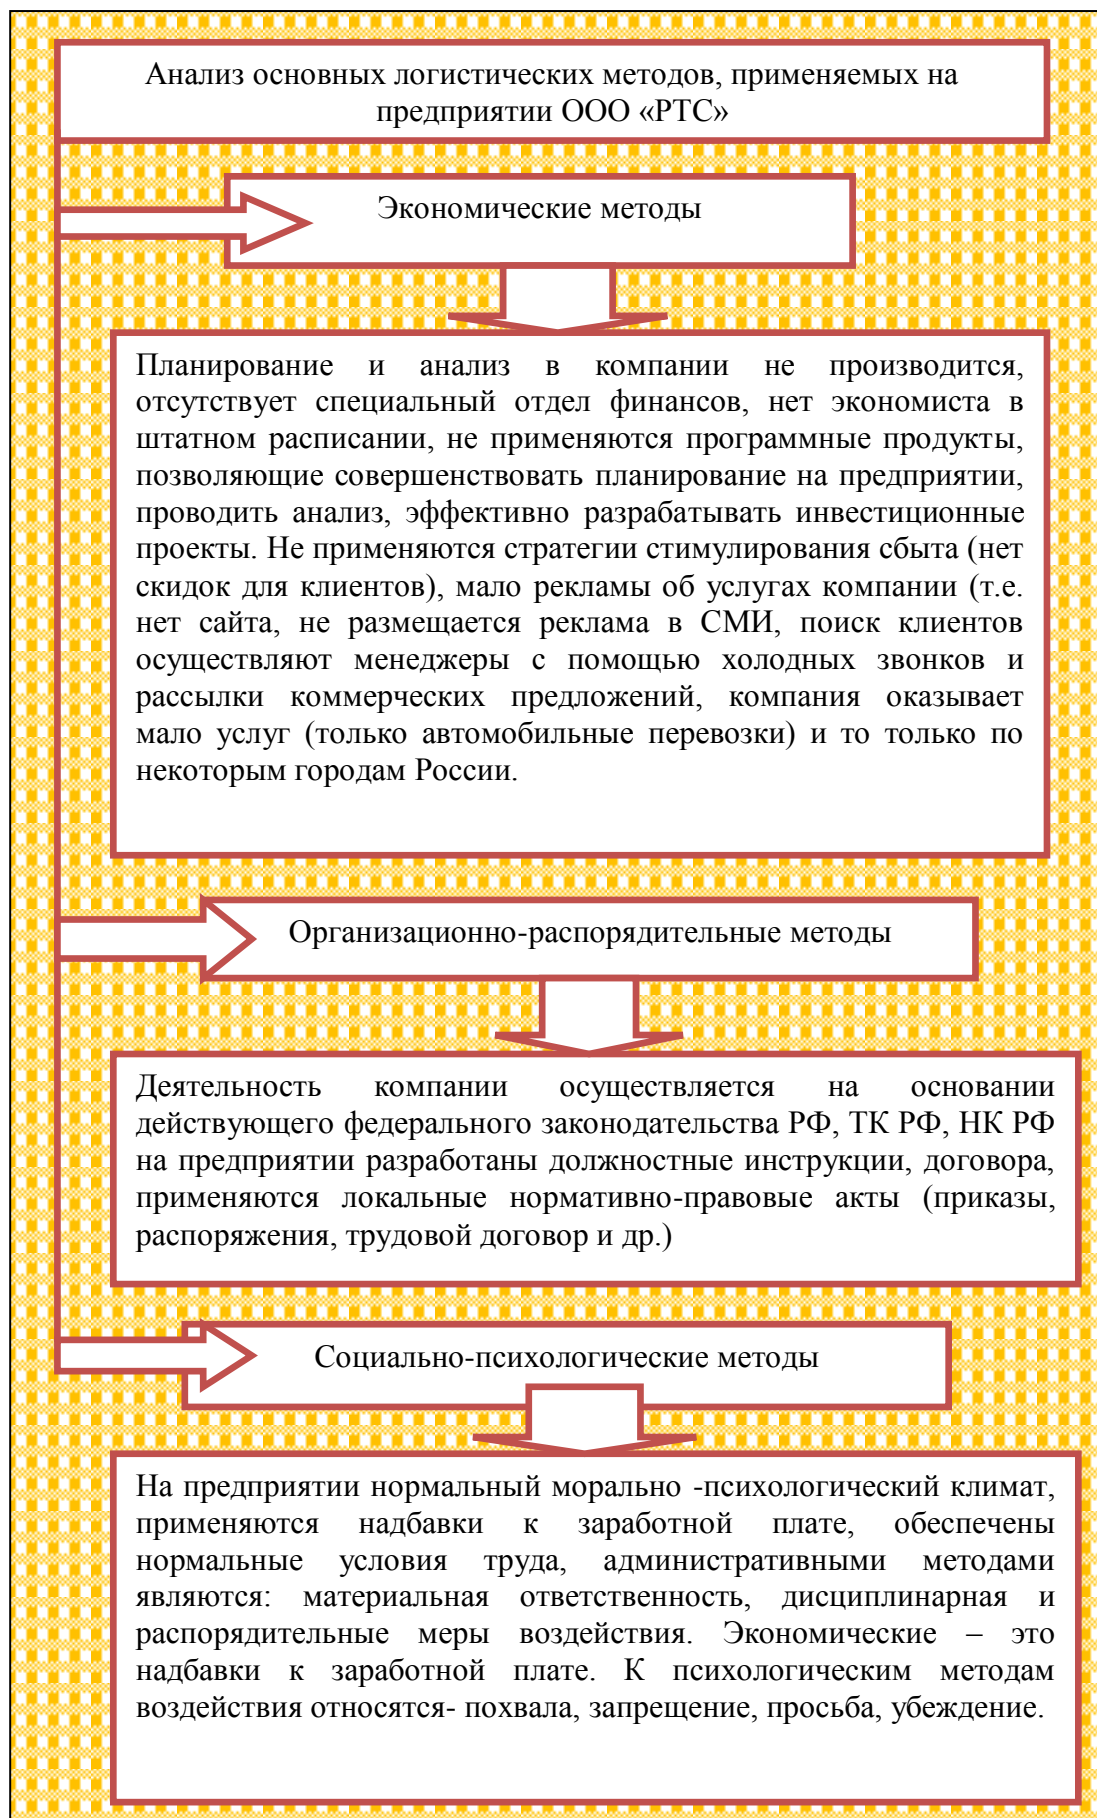 Анализ основных логистических методов, применяемых на
предприятии ООО «РТС»
Экономические методы
Планирование и анализ в компании не производится,
отсутствует специальный отдел финансов, нет экономиста в
штатном расписании, не применяются программные продукты,
позволяющие совершенствовать планирование на предприятии,
проводить анализ, эффективно разрабатывать инвестиционные
проекты. Не применяются стратегии стимулирования сбыта (нет
скидок для клиентов), мало рекламы об услугах компании (т.е.
нет сайта, не размещается реклама в СМИ, поиск клиентов
осуществляют менеджеры с помощью холодных звонков и
рассылки коммерческих предложений, компания оказывает
мало услуг (только автомобильные перевозки) и то только по
некоторым городам России.
Организационно-распорядительные методы
Деятельность компании осуществляется на основании
действующего федерального законодательства РФ, ТК РФ, НК РФ
на предприятии разработаны должностные инструкции, договора,
применяются локальные нормативно-правовые акты (приказы,
распоряжения, трудовой договор и др.)
Социально-психологические методы
На предприятии нормальный морально -психологический климат,
применяются надбавки к заработной плате, обеспечены
нормальные условия труда, административными методами
являются: материальная ответственность, дисциплинарная и
распорядительные меры воздействия. Экономические – это
надбавки к заработной плате. К психологическим методам
воздействия относятся- похвала, запрещение, просьба, убеждение.